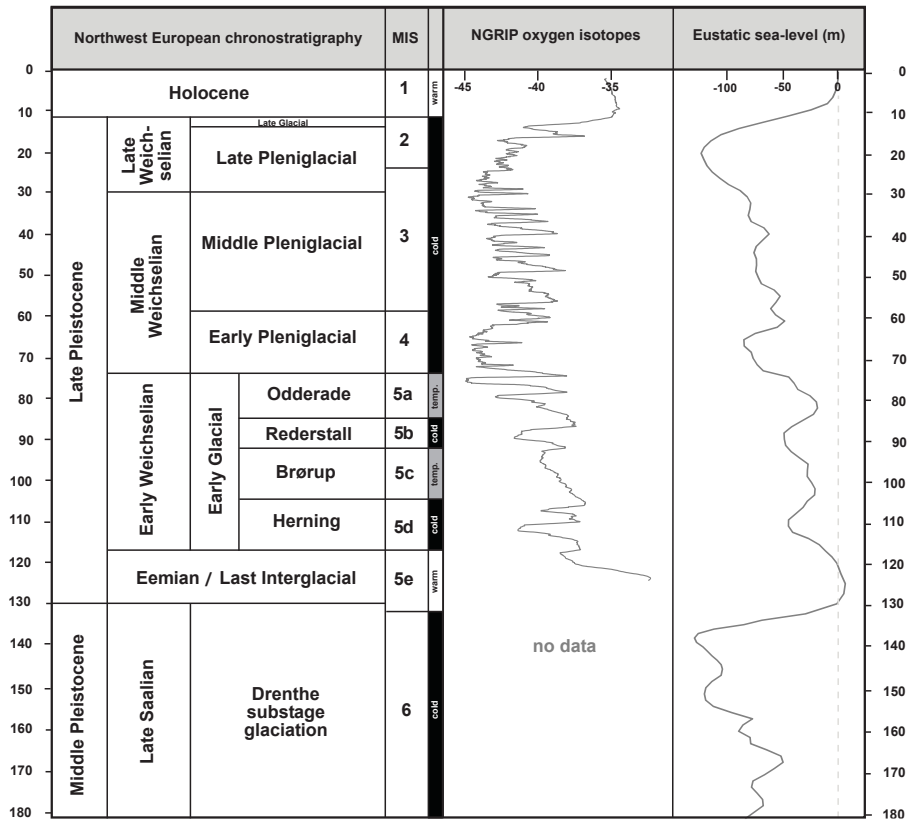 Northwest European chronostratigraphy
MIS
NGRIP oxygen isotopes
Eustatic sea-level (m)
0
10
20
30
40
50
60
70
80
90
100
110
120
130
140
150
160
170
180
Late Pleistocene
Middle Pleistocene
Holocene
Late
Weich-
selian
Middle
Weichselian
Early Weichselian
Late Saalian
Late Glacial
Late Pleniglacial
Middle Pleniglacial
Early Pleniglacial
Early Glacial
Odderade
Rederstall
Brørup
Herning
Eemian / Last Interglacial
Drenthe
substage
glaciation
1
2
3
4
5a
5b
5c
5d
5e
6
warm
cold
temp.
cold
temp.
cold
warm
cold
-45
-40
-35
no data
-100
-50
0
0
10
20
30
40
50
60
70
80
90
100
110
120
130
140
150
160
170
180